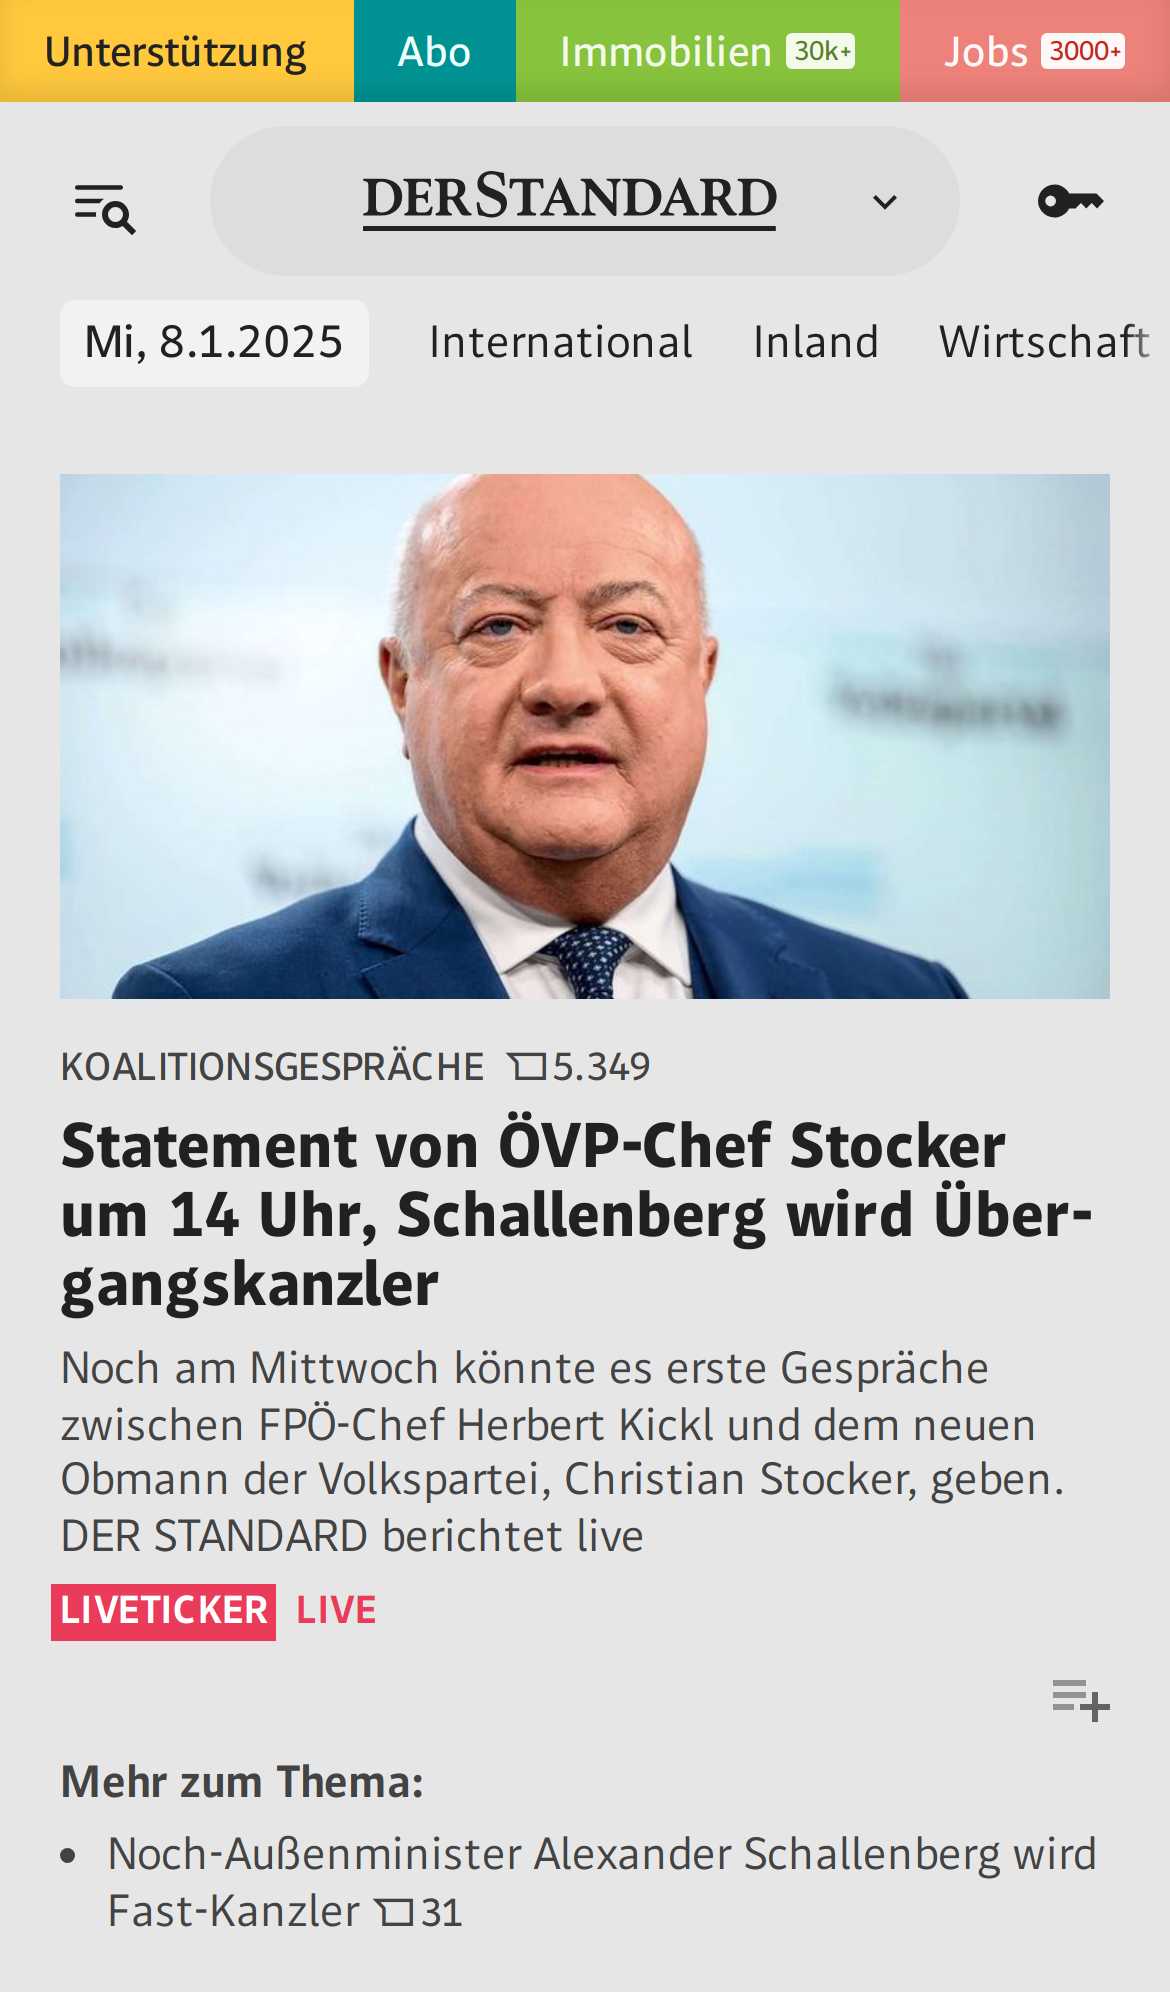 Unterstützung
Abo
Immobilien 30k+
Jobs 3000+
DERSTANDARD
Mi, 8.1.2025
International
Inland
Wirtschaft
KOALITIONSGESPRÄCHE 5.349
Statement von ÖVP-Chef Stocker
um 14 Uhr, Schallenberg wird Über-
gangskanzler
Noch am Mittwoch könnte es erste Gespräche
zwischen FPÖ-Chef Herbert Kickl und dem neuen
Obmann der Volkspartei, Christian Stocker, geben.
DER STANDARD berichtet live
LIVETICKER LIVE
Mehr zum Thema:
• Noch-Außenminister Alexander Schallenberg wird
Fast-Kanzler 31